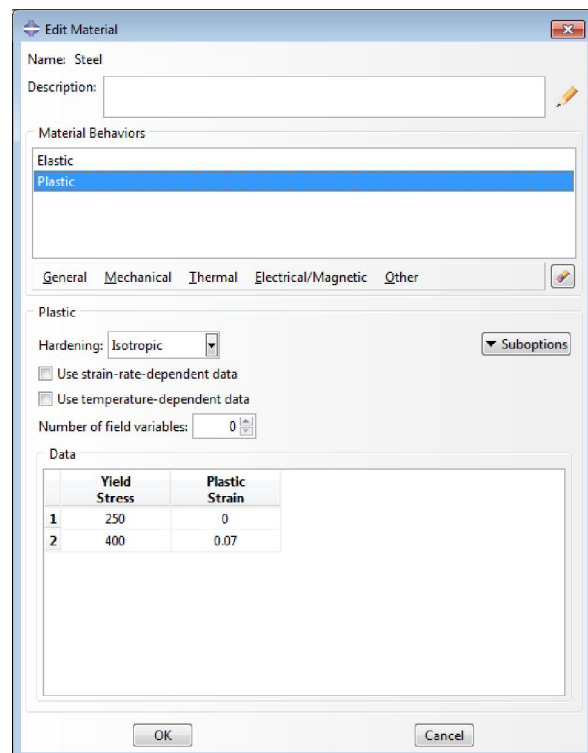 Edit Material
Name: Steel
Description:
Material Behaviors
Elastic
Plastic
General Mechanical Thermal Electrical/Magnetic Other
Plastic
Hardening: Isotropic
Suboptions
Use strain-rate-dependent data
Use temperature-dependent data
Number of field variables: 0
Data
Yield Plastic
Stress Strain
1 250 0
2 400 0.07
OK Cancel